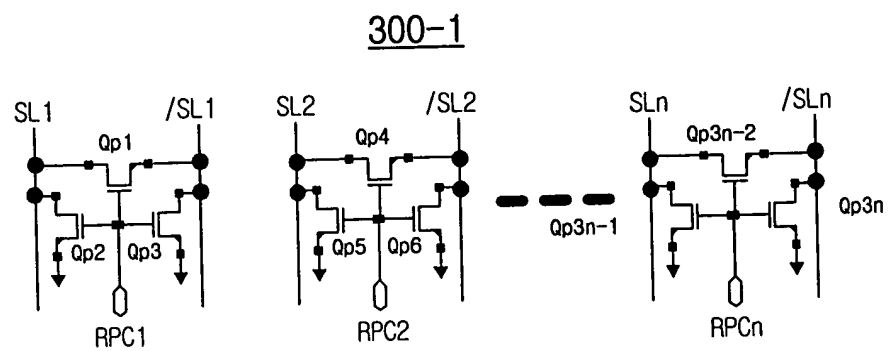 300-1
SL1 /SL1 SL2 /SL2 SLn /SLn
Qp1 Qp4 Qp3n-2
Qp2 Qp3 Qp5 Qp6 Qp3n-1 Qp3n
RPC1 RPC2 RPCn